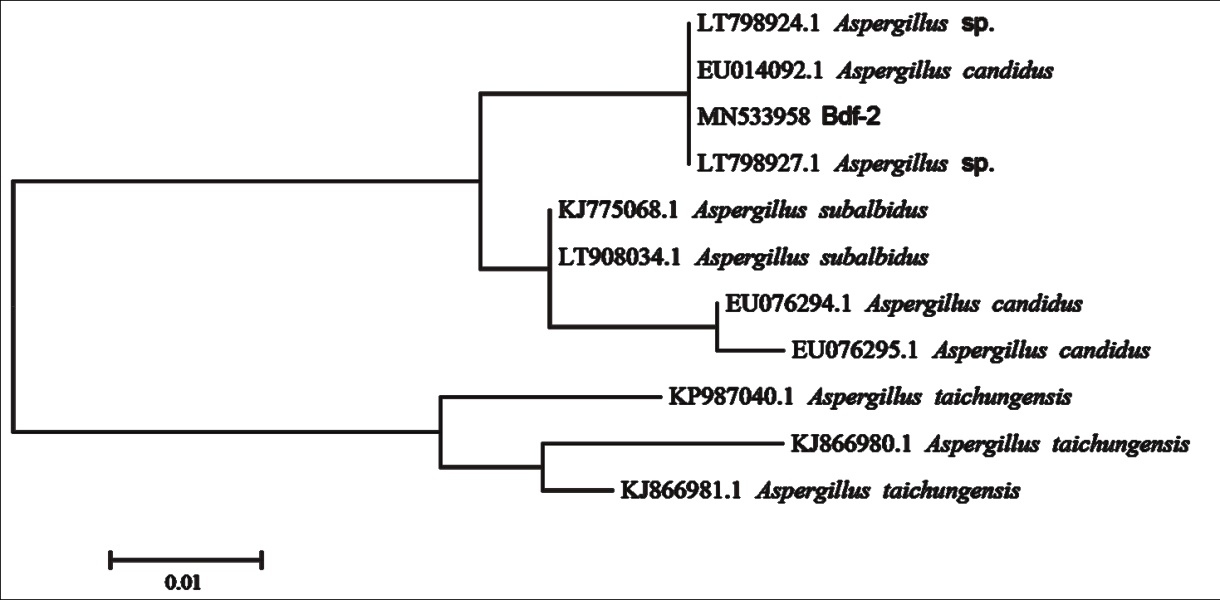 LT798924.1 Aspergillus sp.
EU014092.1 Aspergillus candidus
MN533958 Bdf-2
LT798927.1 Aspergillus sp.
KJ775068.1 Aspergillus subalbidus
LT908034.1 Aspergillus subalbidus
EU076294.1 Aspergillus candidus
EU076295.1 Aspergillus candidus
KP987040.1 Aspergillus taichungensis
KJ866980.1 Aspergillus taichungensis
KJ866981.1 Aspergillus taichungensis
0.01